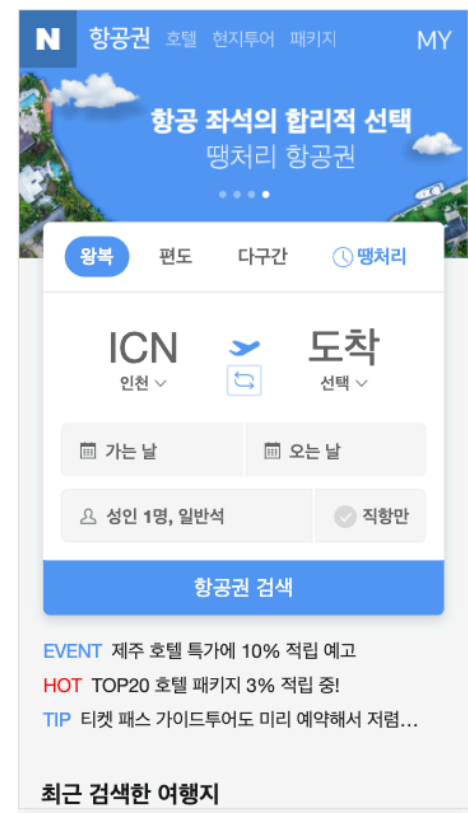 N 항공권 호텔 현지투어 패키지 MY
항공 좌석의 합리적 선택
땡처리 항공권
왕복 편도 다구간 땡처리
ICN 도착
인천 선택
가는 날 오는 날
성인 1명, 일반석 직항만
항공권 검색
EVENT 제주 호텔 특가에 10% 적립 예고
HOT TOP20 호텔 패키지 3% 적립 중!
TIP 티켓 패스 가이드투어도 미리 예약해서 저렴...
최근 검색한 여행지